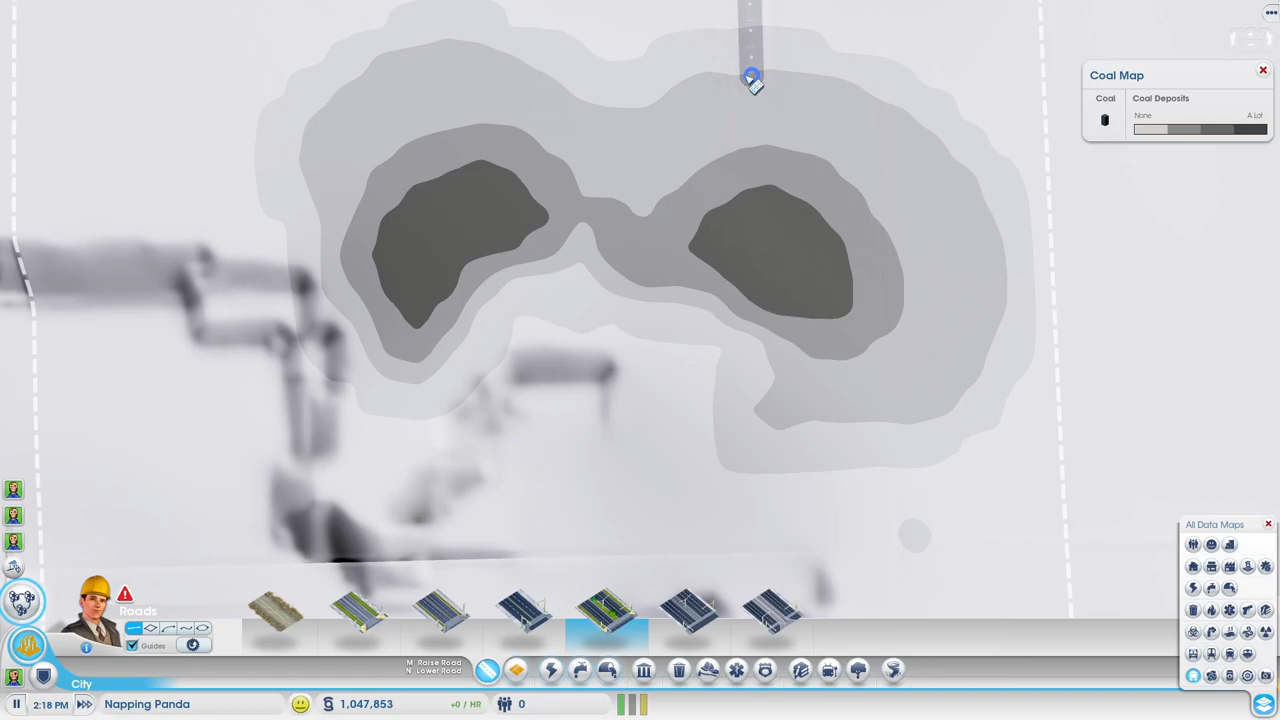 Coal Map
Coal
Coal Deposits
None
A Lot
All Data Maps
Roads
Guides
M Raise Road
N Lower Road
City
2:18 PM
Napping Panda
1,047,853
+0 / HR
0